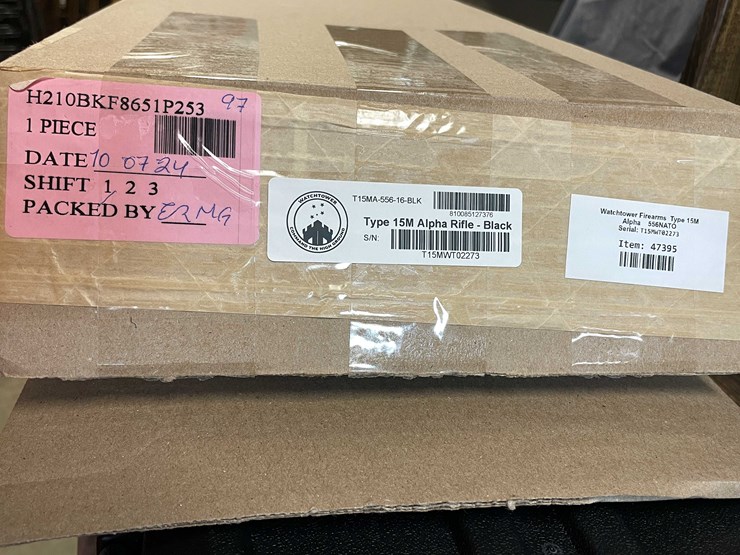 H210BKF8651P253 97
1 PIECE
DATE 10 07 24
SHIFT 1 2 3
PACKED BY
WATCHTOWER
COMMAND THE HIGH GROUND
T15MA-556-16-BLK
810085127376
Type 15M Alpha Rifle - Black
S/N:
T15MWT02273
Watchtower Firearms Type 15M
Alpha 556NATO
Serial: T15MWT02273
Item: 47395